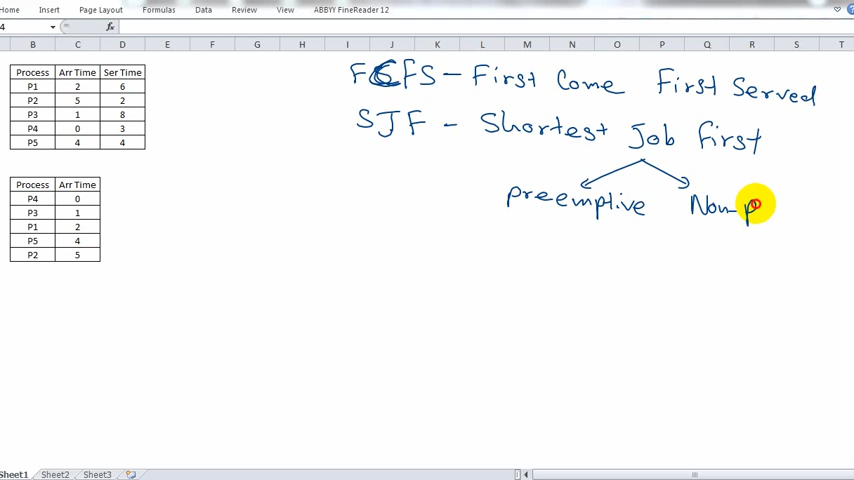 Home Insert Page Layout Formulas Data Review View ABBYY FineReader 12
4 fx
B C D E F G H I J K L M N O P Q R S T
Process Arr Time Ser Time
P1 2 6
P2 5 2
P3 1 8
P4 0 3
P5 4 4
Process Arr Time
P4 0
P3 1
P1 2
P5 4
P2 5
FCFS - First Come First Served
SJF - Shortest Job First
Preemptive Non-p
Sheet1 Sheet2 Sheet3